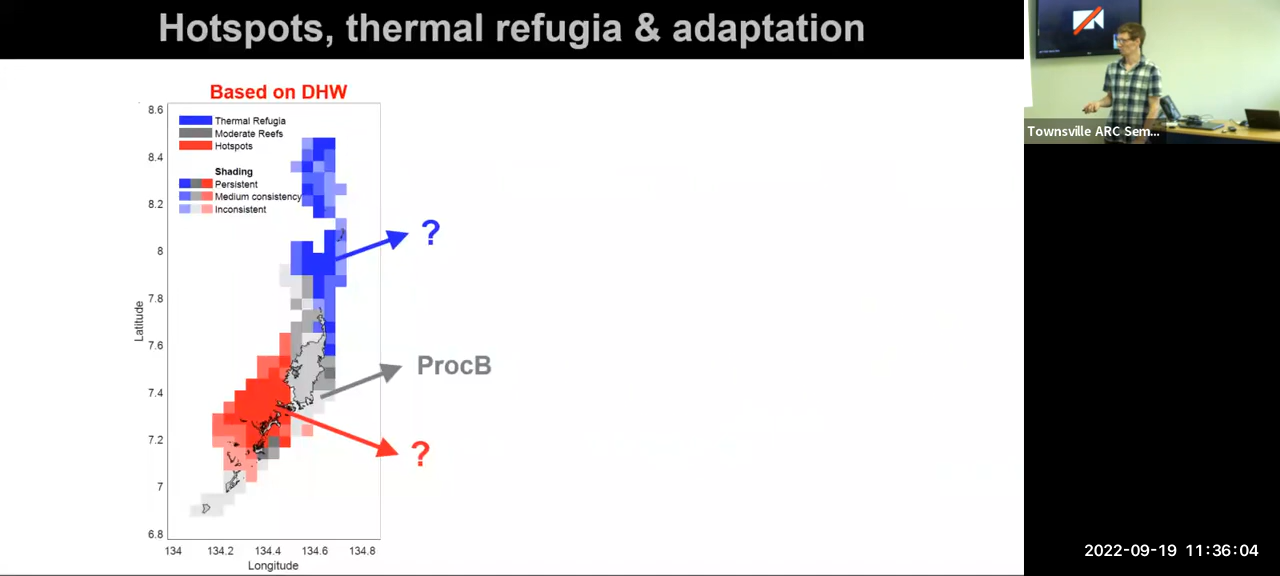 Hotspots, thermal refugia & adaptation
Based on DHW
Thermal Refugia
Moderate Reefs
Hotspots
Shading
Persistent
Medium consistency
Inconsistent
8.6
8.4
8.2
8
7.8
7.6
7.4
7.2
7
6.8
Latitude
134
134.2
134.4
134.6
134.8
Longitude
?
ProcB
?
Townsville ARC Sem...
2022-09-19 11:36:04